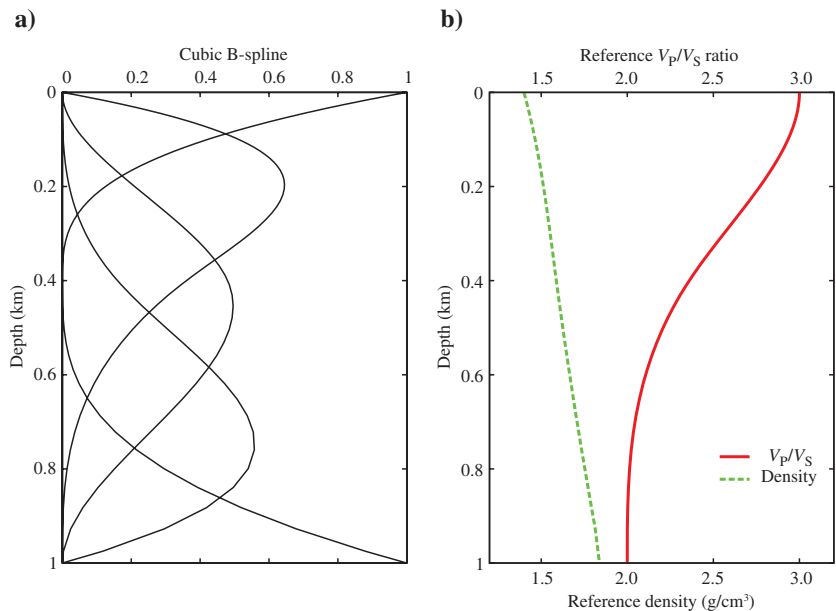 a)
Cubic B-spline
0 0.2 0.4 0.6 0.8 1
0
0.2
0.4
0.6
0.8
1
Depth (km)
b)
Reference VP/VS ratio
1.5 2.0 2.5 3.0
0
0.2
0.4
0.6
0.8
1
Depth (km)
VP/VS
Density
1.5 2.0 2.5 3.0
Reference density (g/cm³)